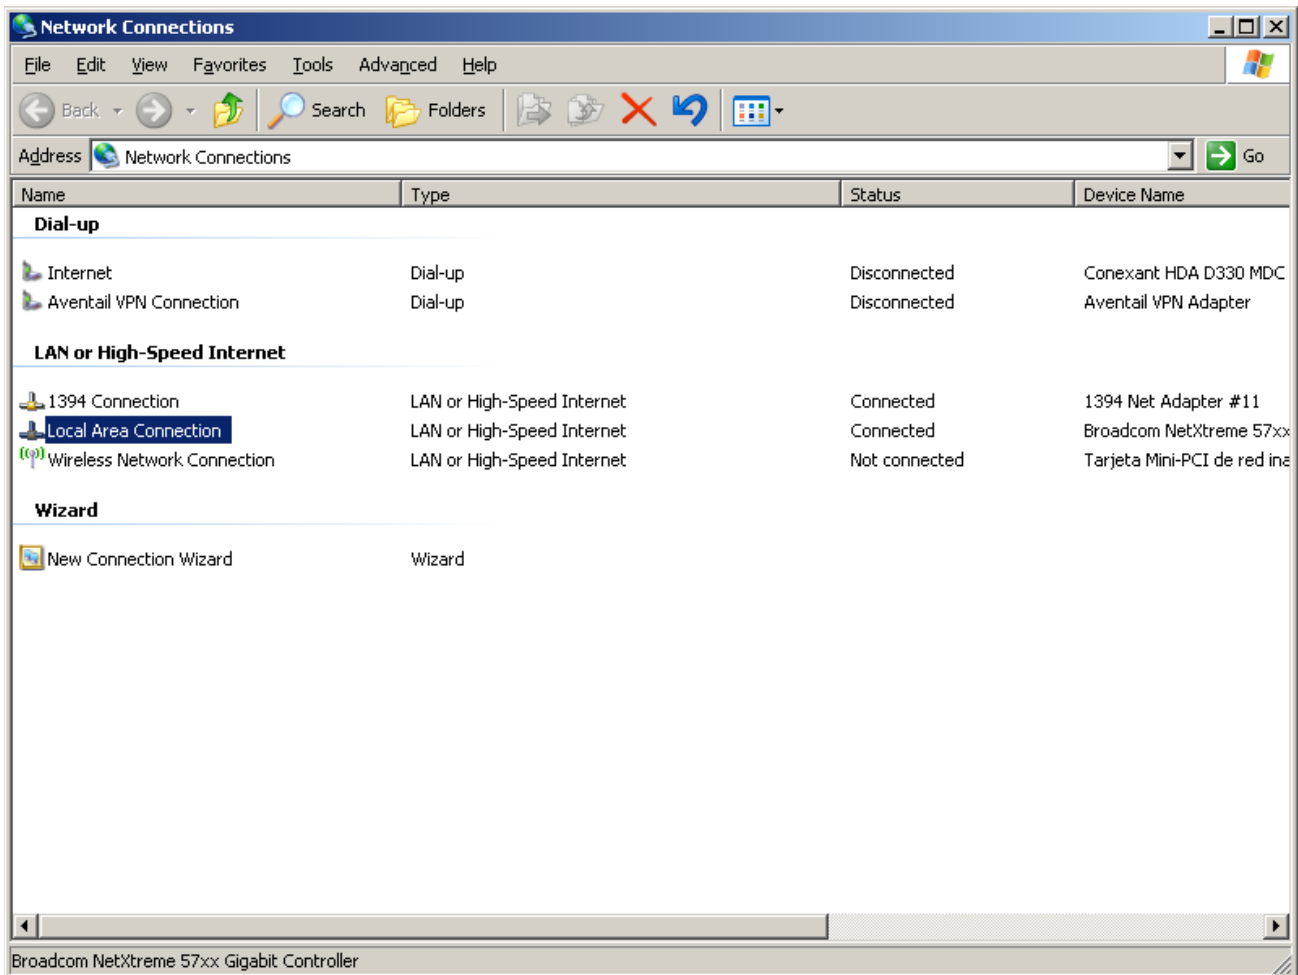 Network Connections
File Edit View Favorites Tools Advanced Help
Back Search Folders
Address Network Connections Go
Name Type Status Device Name
Dial-up
Internet Dial-up Disconnected Conexant HDA D330 MDC
Aventail VPN Connection Dial-up Disconnected Aventail VPN Adapter
LAN or High-Speed Internet
1394 Connection LAN or High-Speed Internet Connected 1394 Net Adapter #11
Local Area Connection LAN or High-Speed Internet Connected Broadcom NetXtreme 57xx
Wireless Network Connection LAN or High-Speed Internet Not connected Tarjeta Mini-PCI de red ina
Wizard
New Connection Wizard Wizard
Broadcom NetXtreme 57xx Gigabit Controller